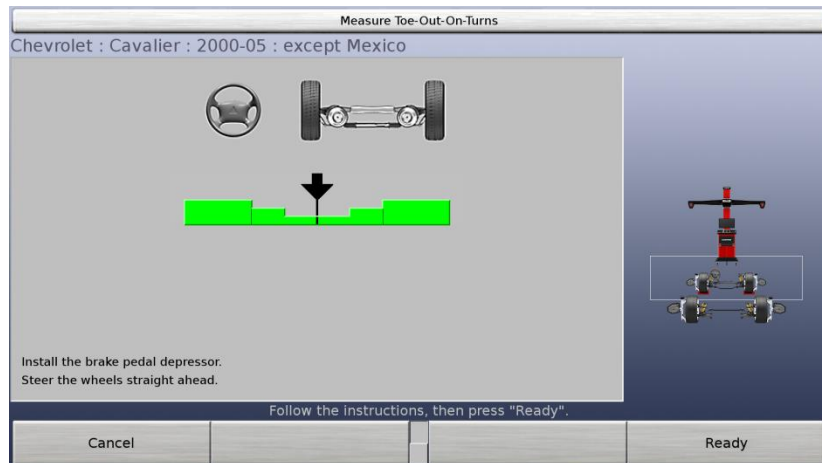 Measure Toe-Out-On-Turns
Chevrolet : Cavalier : 2000-05 : except Mexico
Install the brake pedal depressor.
Steer the wheels straight ahead.
Follow the instructions, then press "Ready".
Cancel
Ready